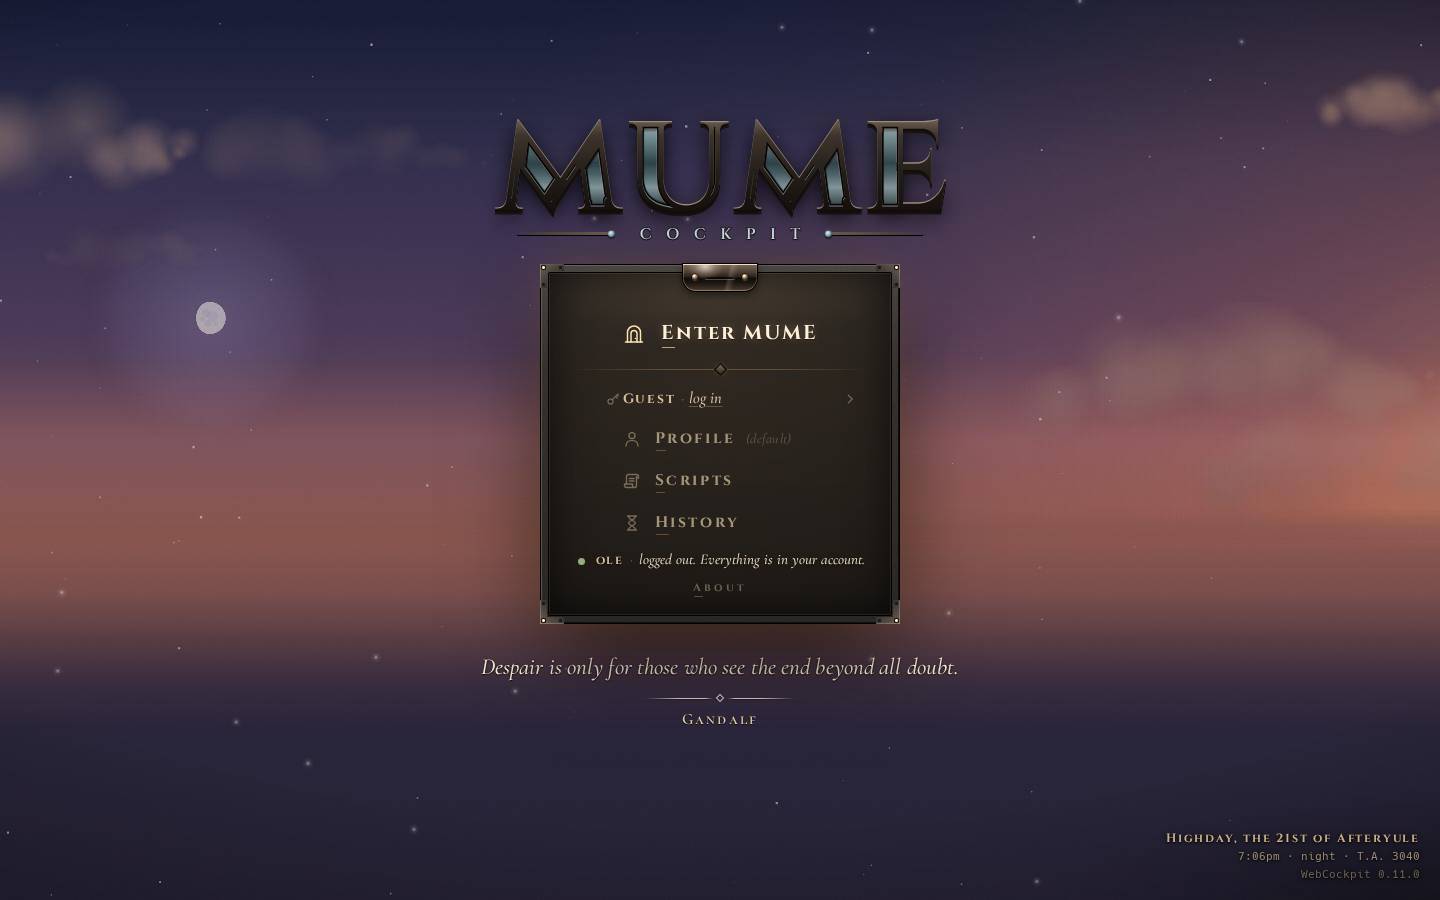 MUME
COCKPIT
Enter MUME
Guest · log in
Profile (default)
Scripts
History
OLE · logged out. Everything is in your account.
About
Despair is only for those who see the end beyond all doubt.
Gandalf
Highday, the 21st of Afteryule
7:06pm · night · T.A. 3040
WebCockpit 0.11.0